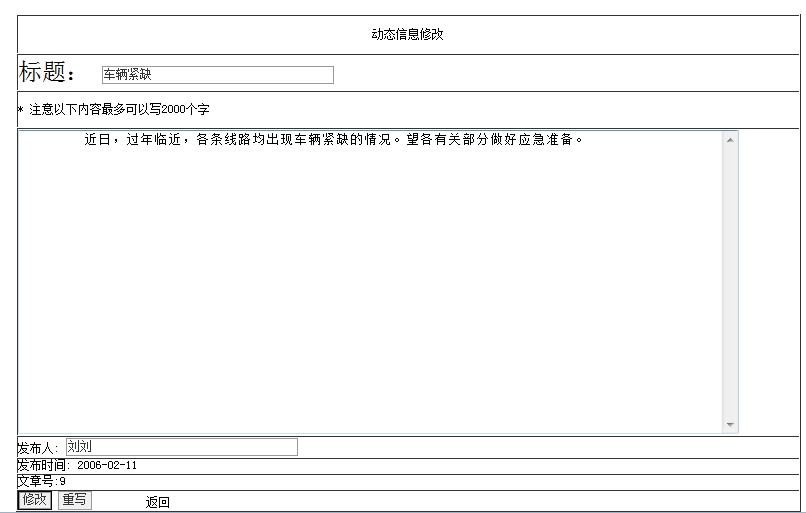 动态信息修改
标题： 车辆紧缺
* 注意以下内容最多可以写2000个字
近日，过年临近，各条线路均出现车辆紧缺的情况。望各有关部分做好应急准备。
发布人: 刘刘
发布时间: 2006-02-11
文章号:9
修改 重写 返回